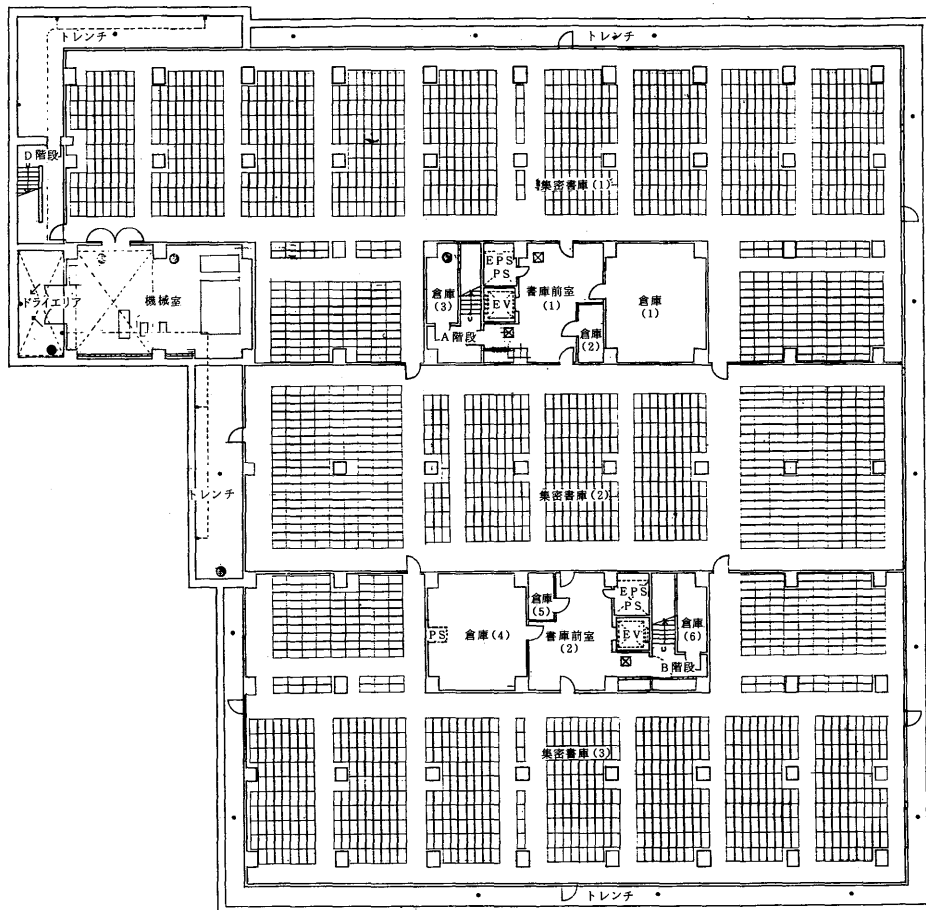 トレンチ
トレンチ
D階段
U
集密書庫(1)
EPS
PS
倉庫
(3)
書庫前室
(1)
倉庫
(1)
ドライエリア
機械室
EV
倉庫
(2)
A階段
U
トレンチ
集密書庫(2)
倉庫
(5)
EPS
PS
PS
倉庫(4)
書庫前室
(2)
EV
倉庫
(6)
U
B階段
集密書庫(3)
トレンチ